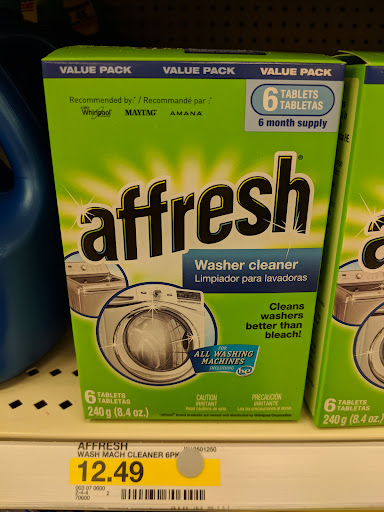 VALUE PACK VALUE PACK VALUE PACK
Recommended by:* / Recommandé par :*
Whirlpool MAYTAG AMANA
6 TABLETS
TABLETAS
6 month supply
affresh®
Washer cleaner
Limpiador para lavadoras
Cleans
washers
better than
bleach!
FOR
ALL WASHING
MACHINES
INCLUDING
he
6 TABLETS
TABLETAS
240 g (8.4 oz.)
CAUTION
IRRITANT
PRECAUCIÓN
IRRITANTE
a
6 TABLETS
TABLETAS
240 g (8.4 oz.)
AFFRESH
WASH MACH CLEANER 6PK
12.49